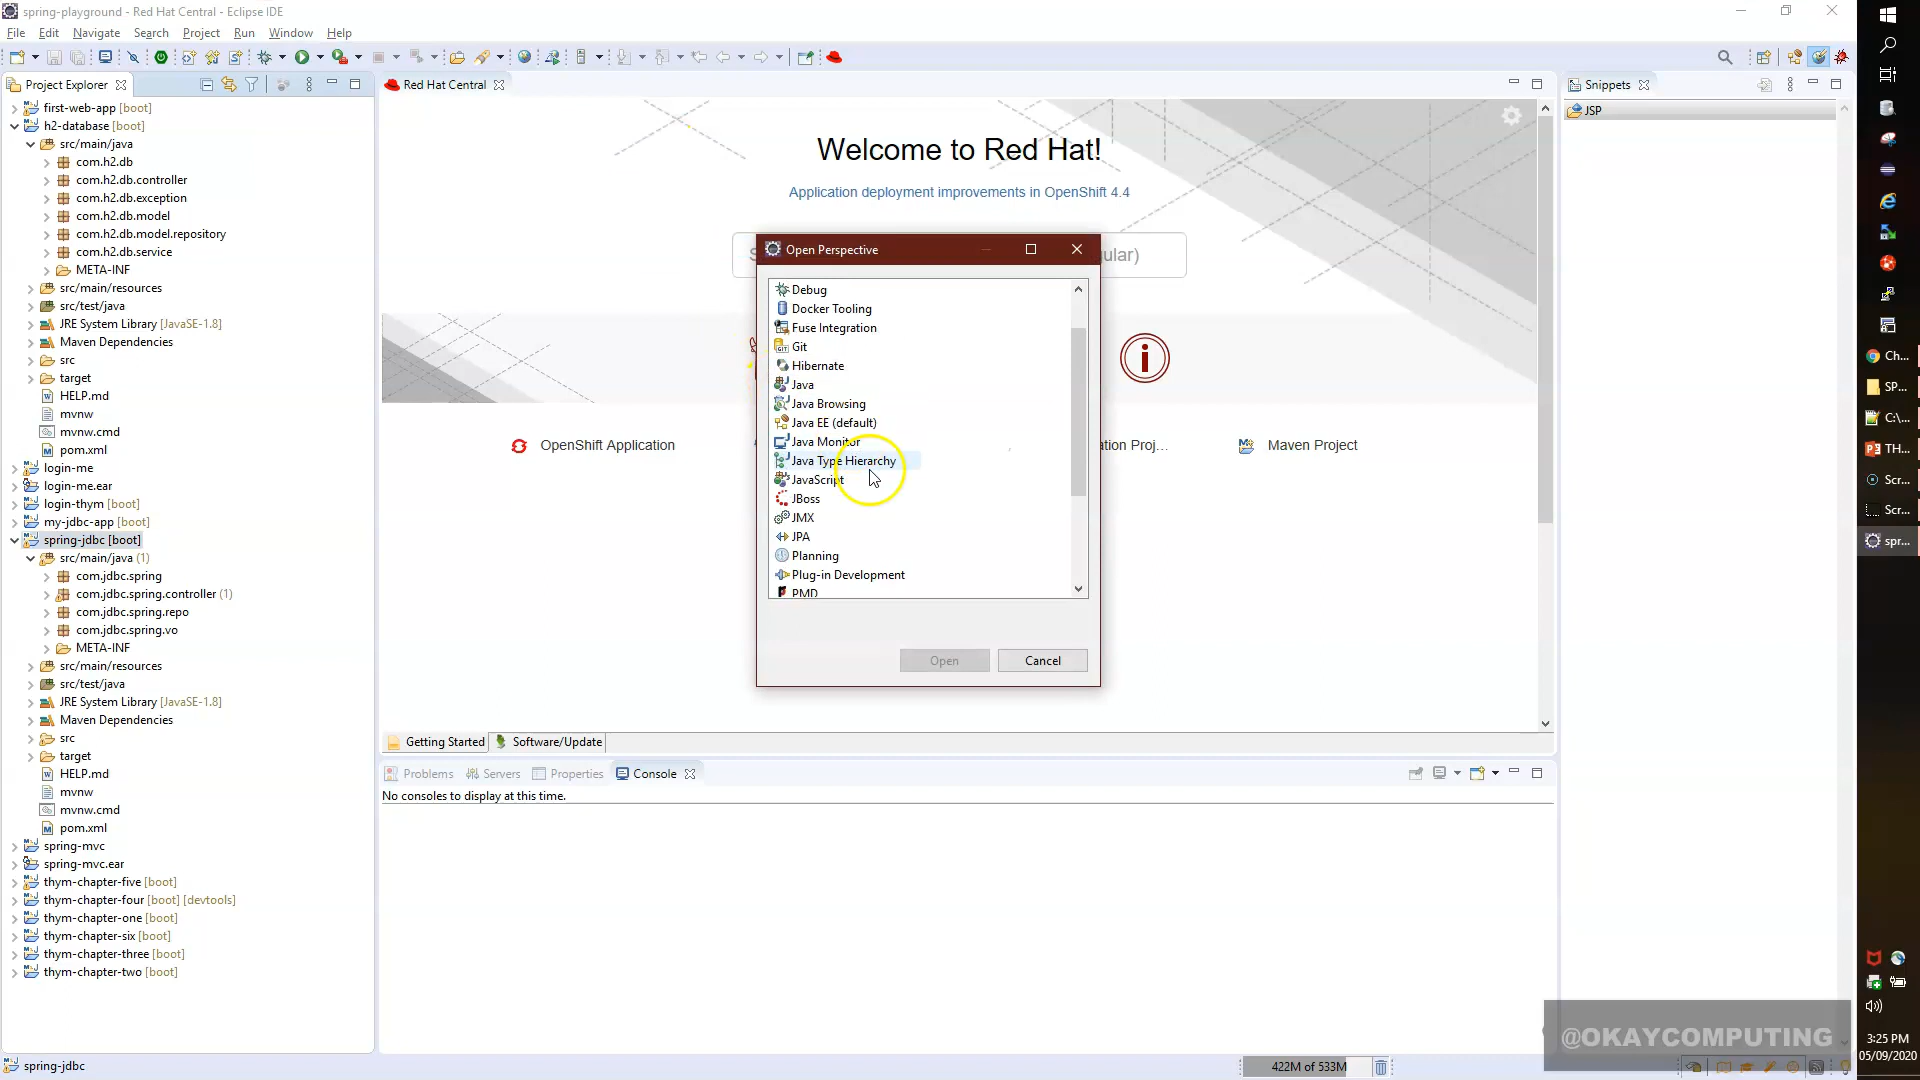 spring-playground - Red Hat Central - Eclipse IDE
File Edit Navigate Search Project Run Window Help
Project Explorer
first-web-app [boot]
h2-database [boot]
src/main/java
com.h2.db
com.h2.db.controller
com.h2.db.exception
com.h2.db.model
com.h2.db.model.repository
com.h2.db.service
META-INF
src/main/resources
src/test/java
JRE System Library [JavaSE-1.8]
Maven Dependencies
src
target
HELP.md
mvnw
mvnw.cmd
pom.xml
login-me
login-me.ear
login-thym [boot]
my-jdbc-app [boot]
spring-jdbc [boot]
src/main/java (1)
com.jdbc.spring
com.jdbc.spring.controller (1)
com.jdbc.spring.repo
com.jdbc.spring.vo
META-INF
src/main/resources
src/test/java
JRE System Library [JavaSE-1.8]
Maven Dependencies
src
target
HELP.md
mvnw
mvnw.cmd
pom.xml
spring-mvc
spring-mvc.ear
thym-chapter-five [boot]
thym-chapter-four [boot] [devtools]
thym-chapter-one [boot]
thym-chapter-six [boot]
thym-chapter-three [boot]
thym-chapter-two [boot]
spring-jdbc
Red Hat Central
Welcome to Red Hat!
Application deployment improvements in OpenShift 4.4
OpenShift Application
Maven Project
Open Perspective
Debug
Docker Tooling
Fuse Integration
Git
Hibernate
Java
Java Browsing
Java EE (default)
Java Monitor
Java Type Hierarchy
JavaScript
JBoss
JMX
JPA
Planning
Plug-in Development
PMD
Open Cancel
Getting Started Software/Update
Problems Servers Properties Console
No consoles to display at this time.
422M of 533M
Snippets
JSP
Ch...
SP...
C:\...
TH...
Scr...
Scr...
spr...
@OKAYCOMPUTING
3:25 PM
05/09/2020